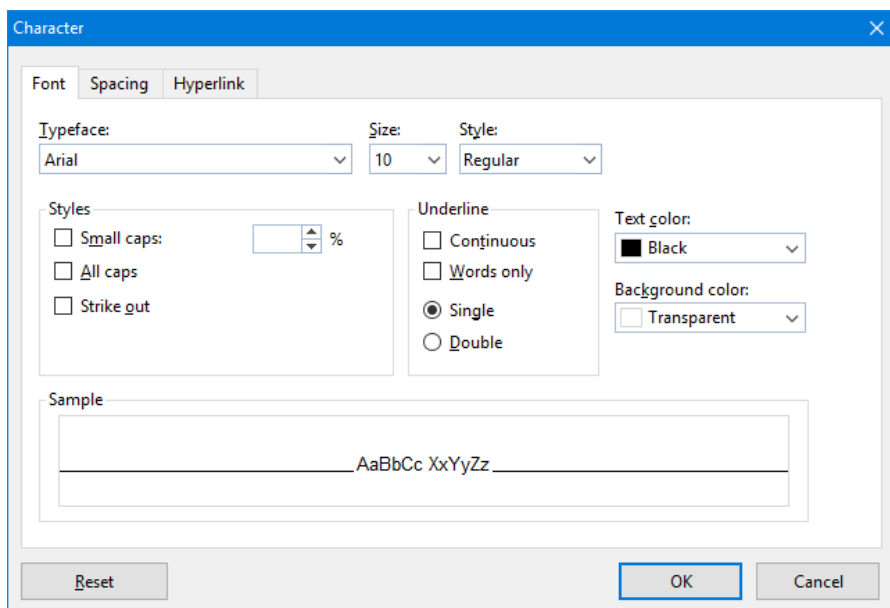 Character
Font Spacing Hyperlink
Typeface: Size: Style:
Arial 10 Regular
Styles Underline
Small caps: % Continuous Text color:
All caps Words only Black
Strike out Single Background color:
Double Transparent
Sample
AaBbCc XxYyZz
Reset OK Cancel